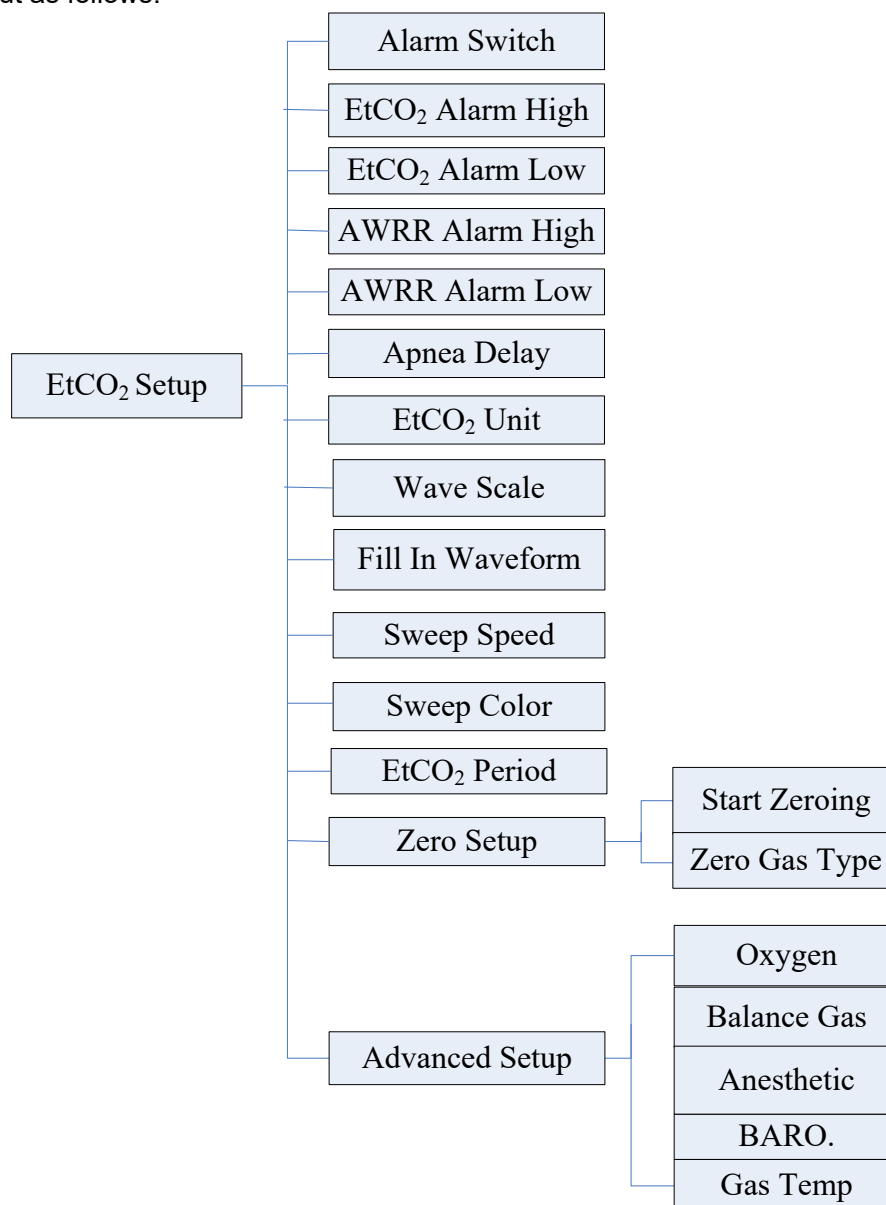 ut as follows:
Alarm Switch
EtCO₂ Alarm High
EtCO₂ Alarm Low
AWRR Alarm High
AWRR Alarm Low
Apnea Delay
EtCO₂ Setup
EtCO₂ Unit
Wave Scale
Fill In Waveform
Sweep Speed
Sweep Color
EtCO₂ Period
Zero Setup
Start Zeroing
Zero Gas Type
Advanced Setup
Oxygen
Balance Gas
Anesthetic
BARO.
Gas Temp